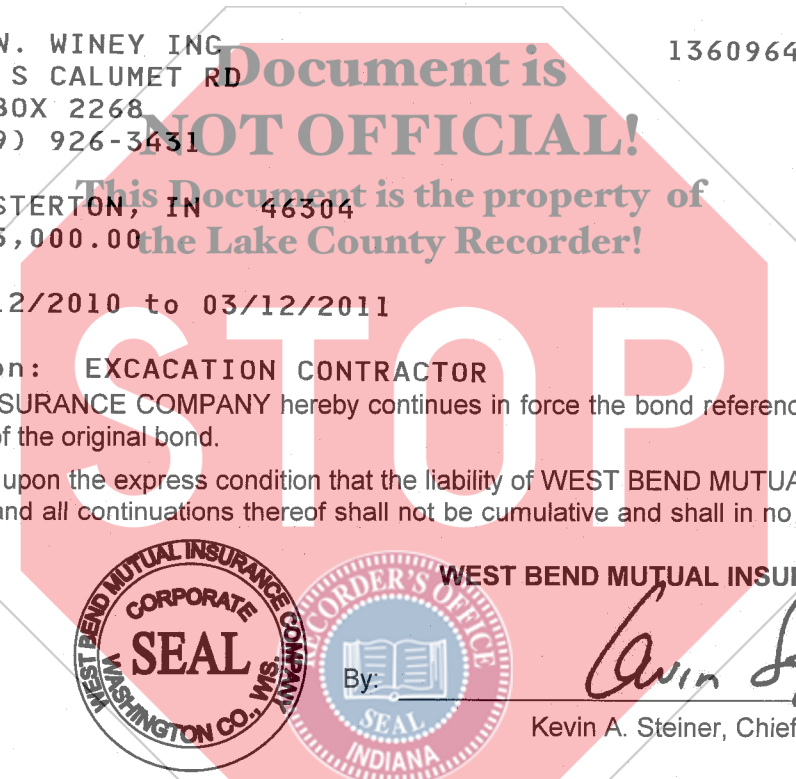 W. WINEY ING 1360964
S CALUMET RD
BOX 2268
9) 926-3431
STERTON, IN 46304
5,000.00
12/2010 to 03/12/2011
on: EXCACATION CONTRACTOR
SURANCE COMPANY hereby continues in force the bond referenc
of the original bond.
upon the express condition that the liability of WEST BEND MUTUA
and all continuations thereof shall not be cumulative and shall in no
WEST BEND MUTUAL INSUR
By:
Kevin A. Steiner, Chief
WEST BEND MUTUAL INSURANCE COMPANY
CORPORATE
SEAL
WASHINGTON CO., WIS.
RECORDER'S OFFICE
SEAL
INDIANA
Document is
NOT OFFICIAL!
This Document is the property of
the Lake County Recorder!
STOP